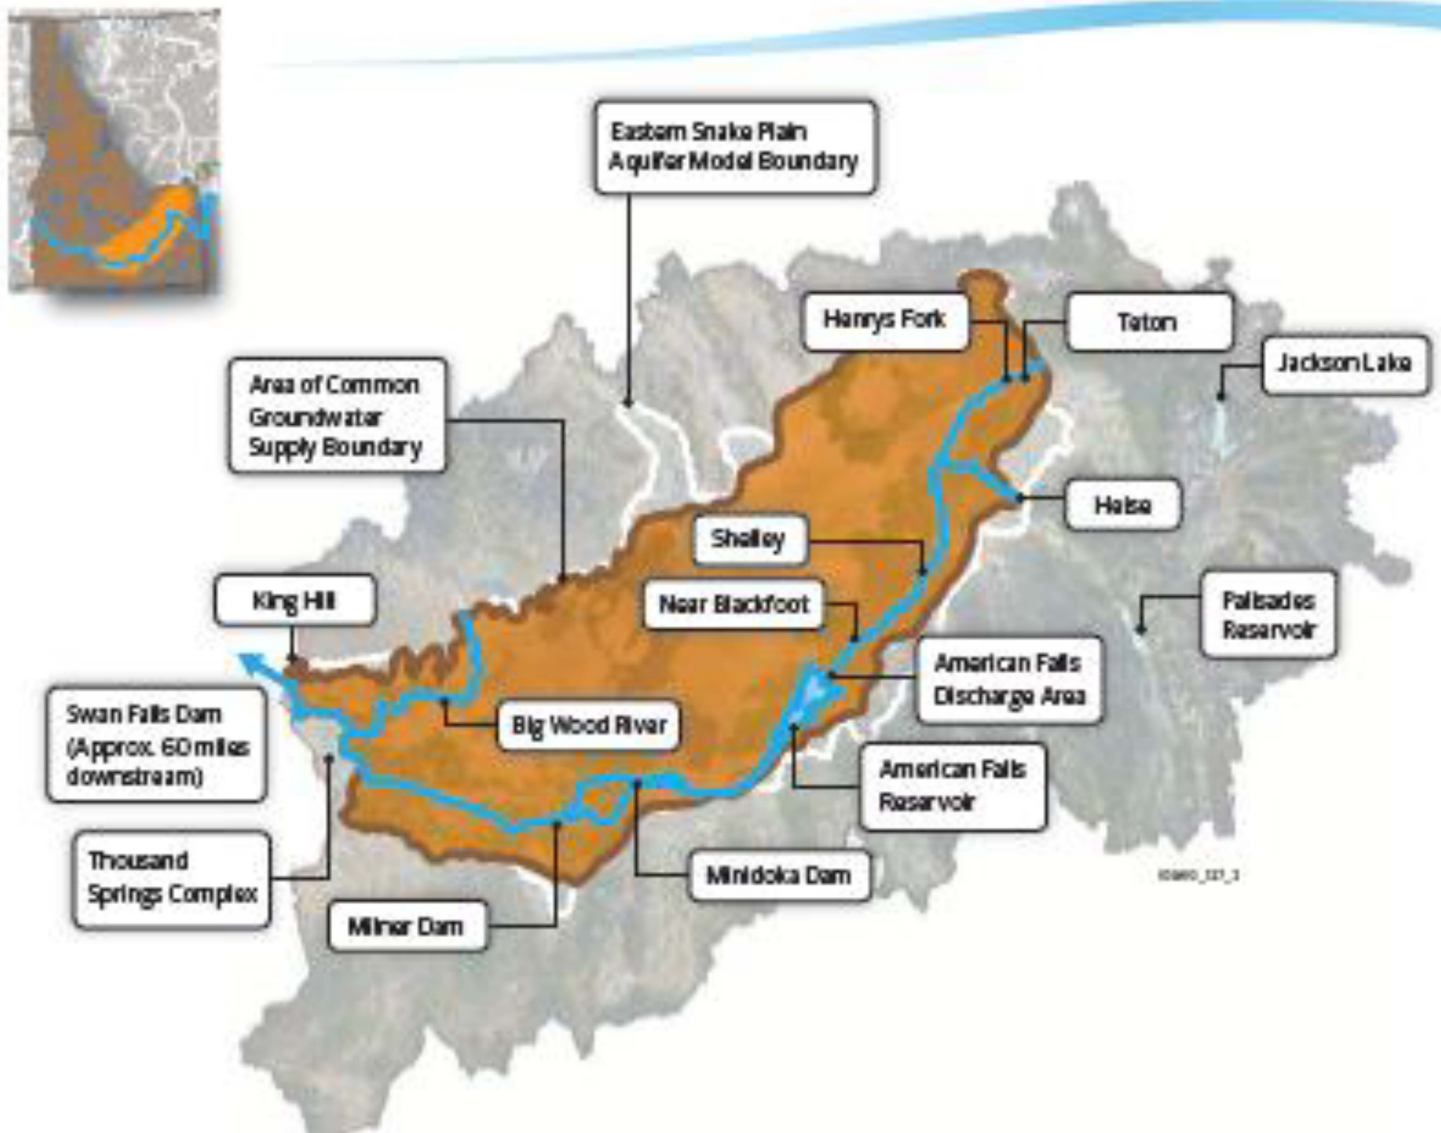 Eastern Snake Plain
Aquifer Model Boundary
Henrys Fork
Teton
Jackson Lake
Area of Common
Groundwater
Supply Boundary
Heise
Shelley
King Hill
Near Blackfoot
Palisades
Reservoir
American Falls
Discharge Area
Swan Falls Dam
(Approx. 60 miles
downstream)
Big Wood River
American Falls
Reservoir
Thousand
Springs Complex
Minidoka Dam
Milner Dam